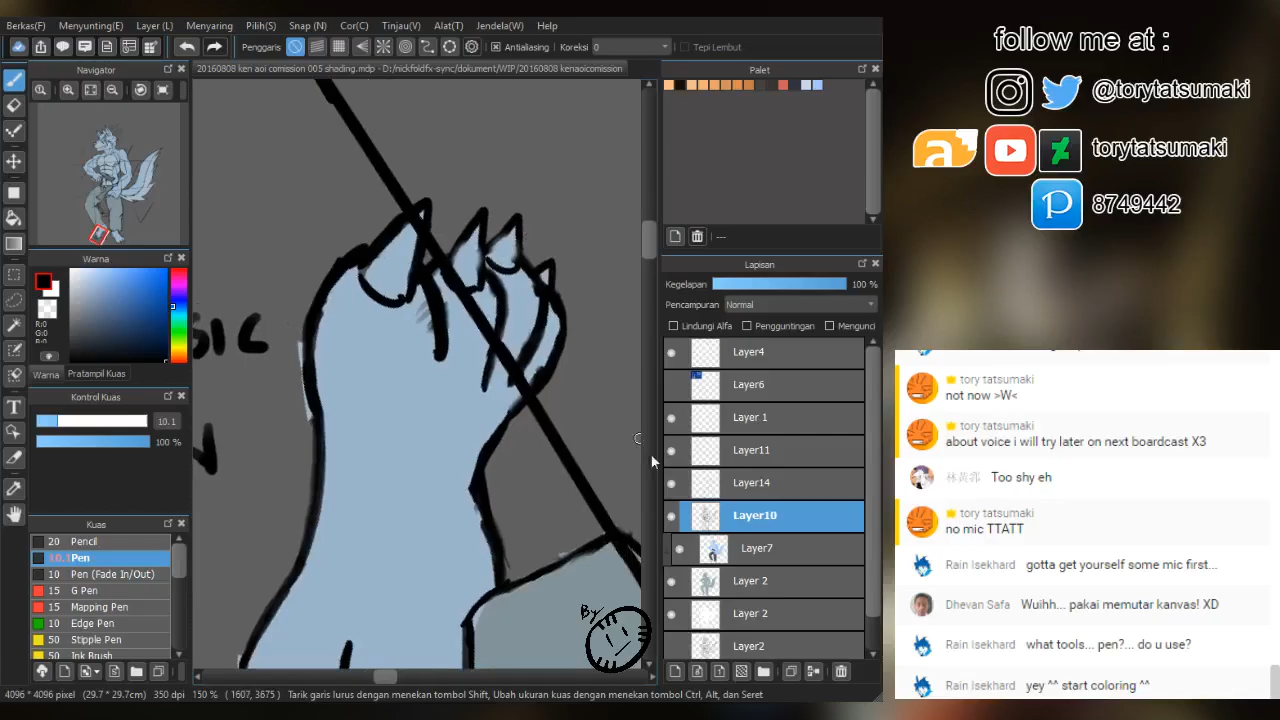 Berkas(F) Menyunting(E) Layer (L) Menyaring Pilih(S) Snap (N) Cor(C) Tinjau(V) Alat(T) Jendela(W) Help
Penggaris Antialiasing Koreksi 0 Tepi Lembut
Navigator
20160808 ken aoi comission 005 shading.mdp - D:/nickfoldfx-sync/dokument/WIP/20160808 kenaoicomission
Palet
---
Warna
R:0
G:0
B:0
Warna Pratampil Kuas
Kontrol Kuas
10.1
100 %
Kuas
20 Pencil
10.1 Pen
10 Pen (Fade In/Out)
15 G Pen
15 Mapping Pen
10 Edge Pen
50 Stipple Pen
50 Ink Brush
SIC
By
Lapisan
Kegelapan 100 %
Pencampuran Normal
Lindungi Alfa Pengguntingan Mengunci
Layer4
Layer6
Layer 1
Layer11
Layer14
Layer10
Layer7
Layer 2
Layer 2
Layer2
4096 * 4096 pixel (29.7 * 29.7cm) 350 dpi 150 % ( 1607, 3675 ) Tarik garis lurus dengan menekan tombol Shift, Ubah ukuran kuas dengan menekan tombol Ctrl, Alt, dan Seret
follow me at :
@torytatsumaki
torytatsumaki
8749442
tory tatsumaki
not now >W<
tory tatsumaki
about voice i will try later on next boardcast X3
Too shy eh
tory tatsumaki
no mic TTATT
Rain Isekhard gotta get yourself some mic first...
Dhevan Safa Wuihh... pakai memutar kanvas! XD
Rain Isekhard what tools... pen?... do u use?
Rain Isekhard yey ^^ start coloring ^^